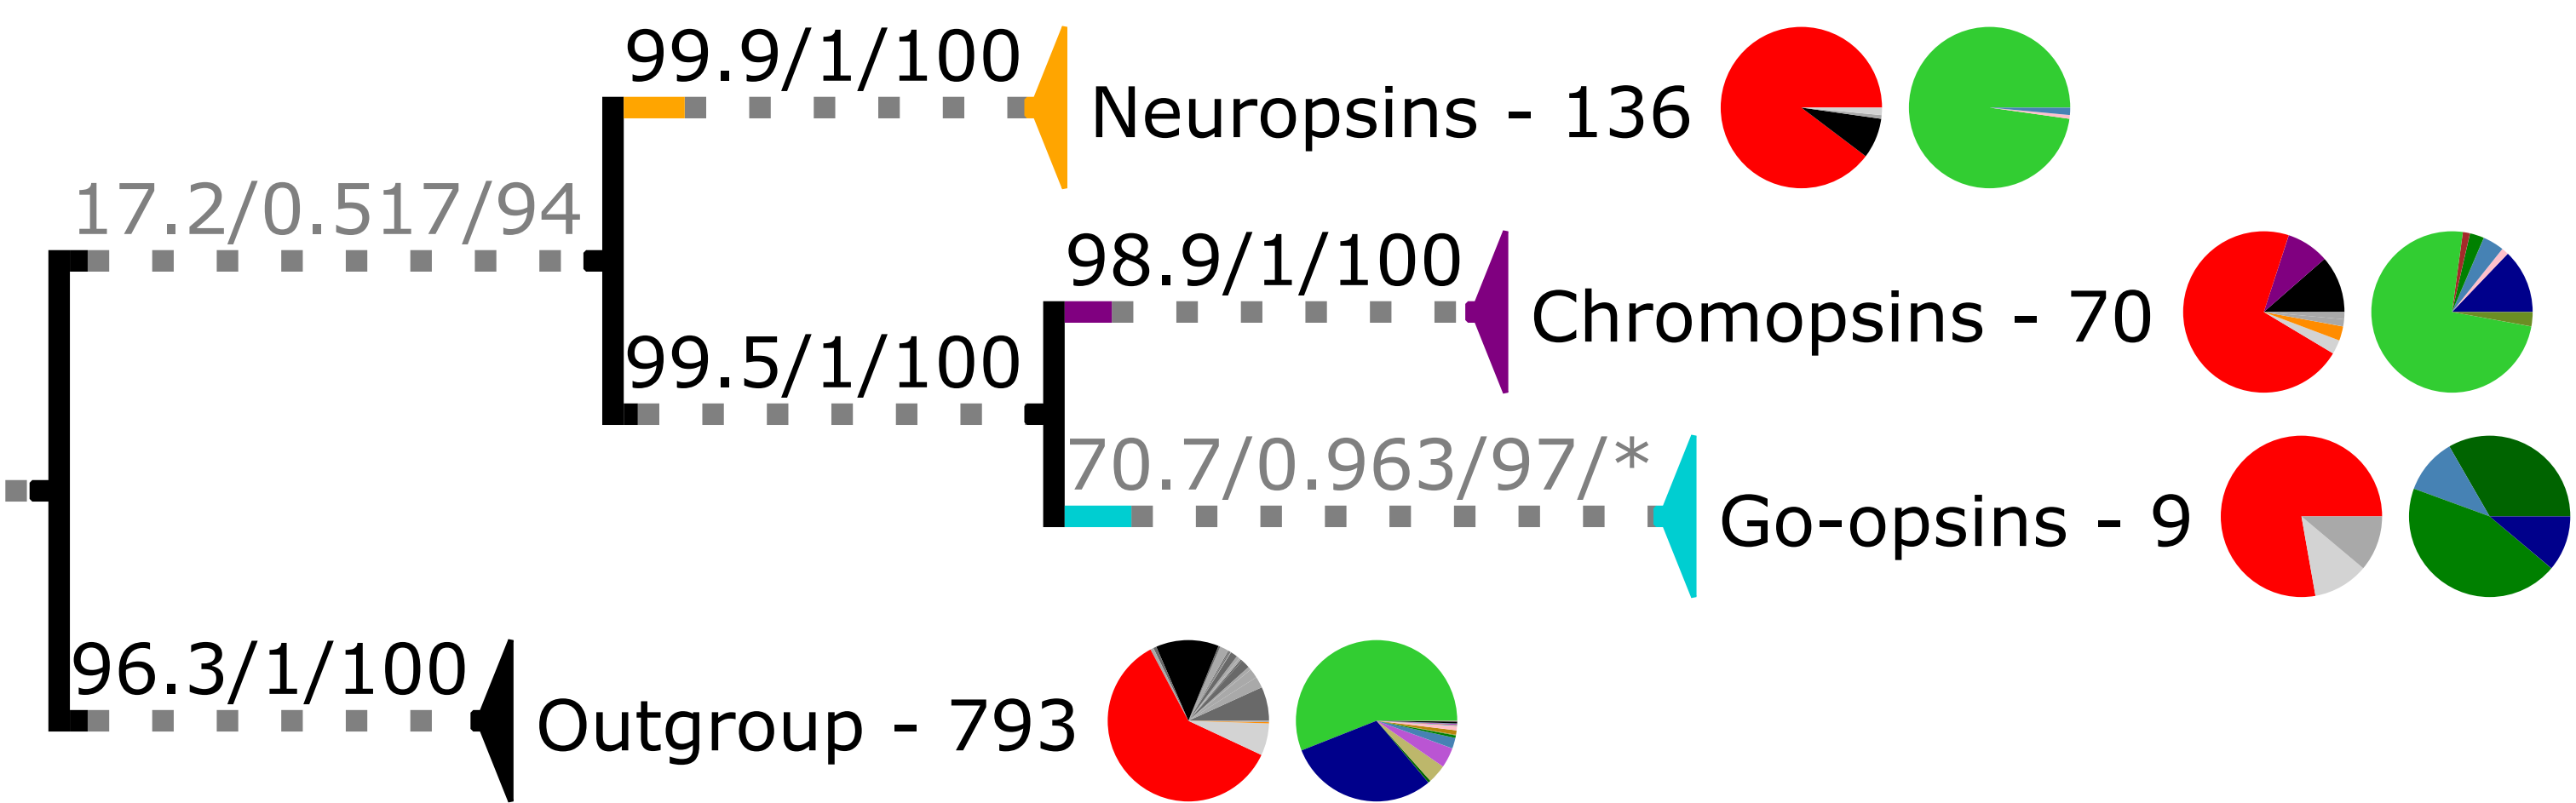 99.9/1/100
Neuropsins - 136
17.2/0.517/94
98.9/1/100
Chromopsins - 70
99.5/1/100
70.7/0.963/97/*
Go-opsins - 9
96.3/1/100
Outgroup - 793